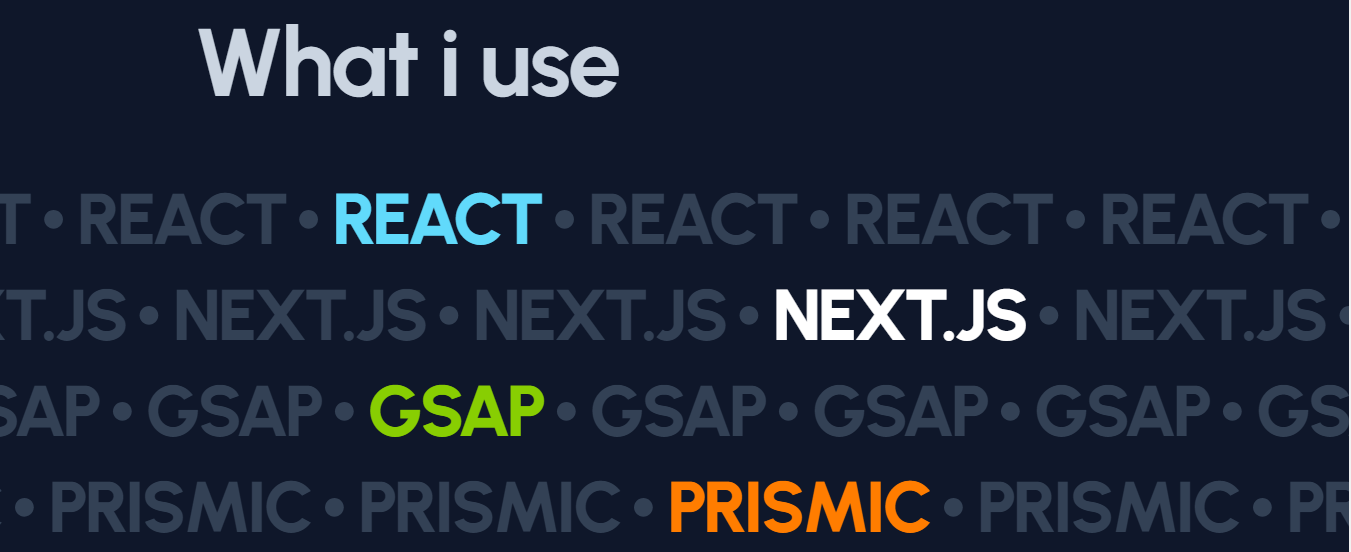 What i use
T • REACT • REACT • REACT • REACT • REACT •
T.JS • NEXT.JS • NEXT.JS • NEXT.JS • NEXT.JS •
SAP • GSAP • GSAP • GSAP • GSAP • GSAP • GS
• PRISMIC • PRISMIC • PRISMIC • PRISMIC • PR